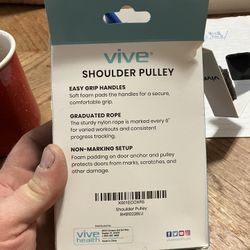 vive®
SHOULDER PULLEY
EASY GRIP HANDLES
Soft foam pads the handles for a secure,
comfortable grip.
GRADUATED ROPE
The sturdy nylon rope is marked every 6"
for varied workouts and consistent
progress tracking.
NON-MARKING SETUP
Foam padding on door anchor and pulley
protects doors from marks, scratches, and
other damage.
Shoulder Pulley
Distributed by
vive
health